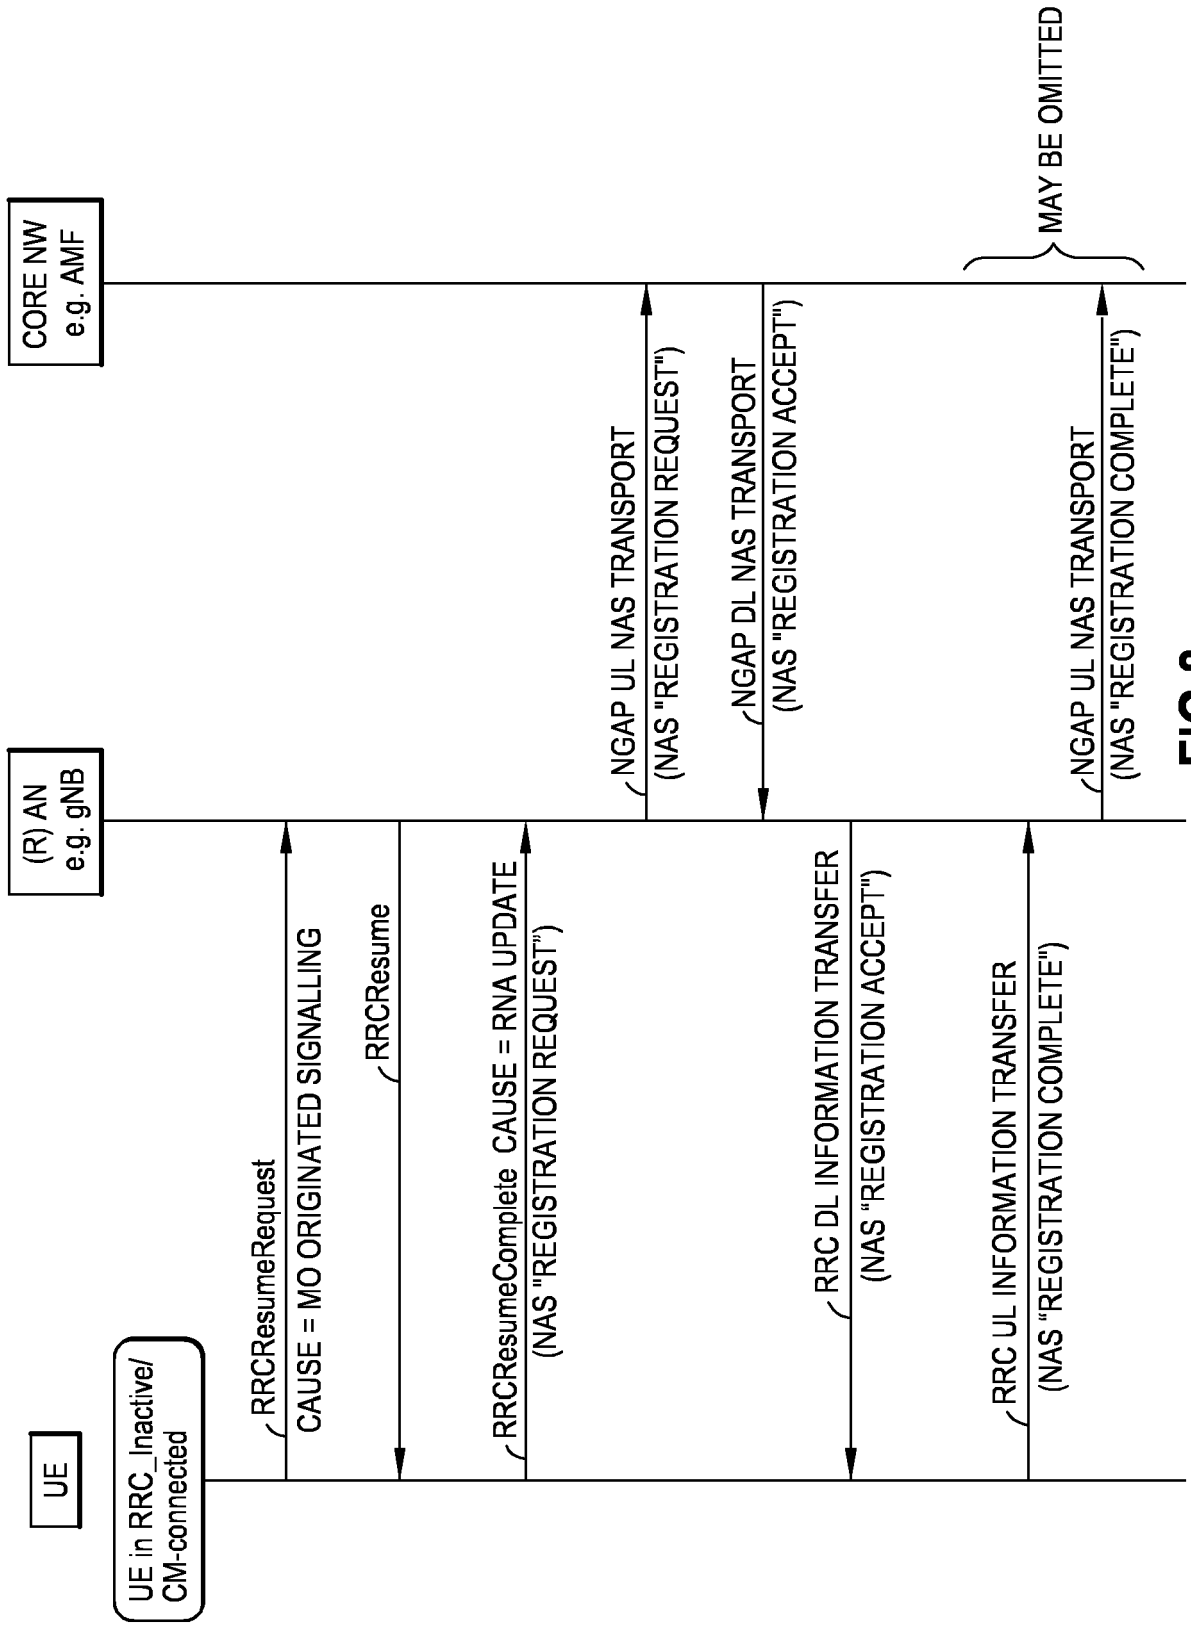 UE
(R) AN
e.g. gNB
CORE NW
e.g. AMF
UE in RRC_Inactive/
CM-connected
RRCResumeRequest
CAUSE = MO ORIGINATED SIGNALLING
RRCResume
RRCResumeComplete CAUSE = RNA UPDATE
(NAS "REGISTRATION REQUEST")
NGAP UL NAS TRANSPORT
(NAS "REGISTRATION REQUEST")
NGAP DL NAS TRANSPORT
(NAS "REGISTRATION ACCEPT")
RRC DL INFORMATION TRANSFER
(NAS "REGISTRATION ACCEPT")
RRC UL INFORMATION TRANSFER
(NAS "REGISTRATION COMPLETE")
NGAP UL NAS TRANSPORT
(NAS "REGISTRATION COMPLETE")
MAY BE OMITTED